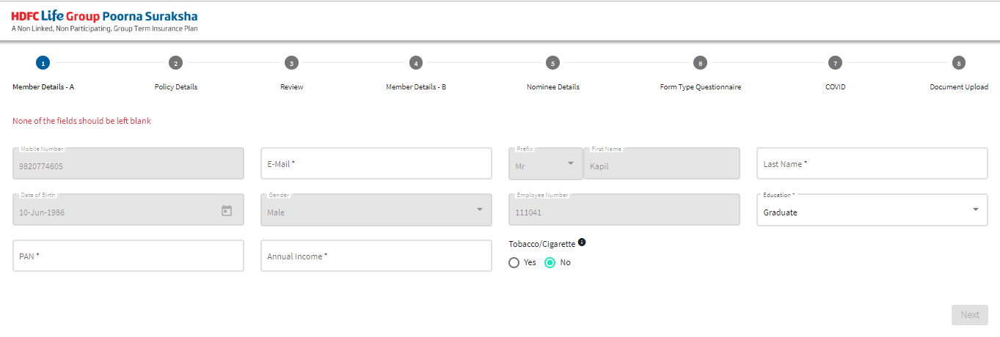 HDFC Life Group Poorna Suraksha
A Non Linked, Non Participating, Group Term Insurance Plan
1 2 3 4 5 6 7 8
Member Details - A Policy Details Review Member Details - B Nominee Details Form Type Questionnaire COVID Document Upload
None of the fields should be left blank
Mobile Number Prefix First Name
9820774605 E-Mail * Mr Kapil Last Name *
Date of Birth Gender Employee Number Education *
10-Jun-1986 Male 111041 Graduate
PAN * Annual Income * Tobacco/Cigarette
Yes No
Next